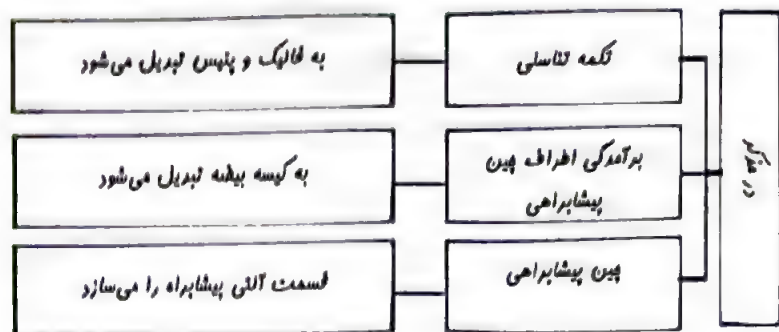 در مذکر
تکمه تناسلی
به فالیک و پنیس تبدیل می‌شود
برآمدگی اطراف چین
پیشابراهی
به کیسه بیضه تبدیل می‌شود
چین پیشابراهی
قسمت آلتی پیشابراه را می‌سازد